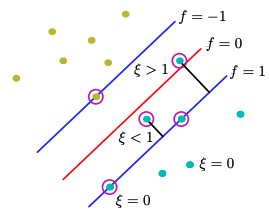 f = −1
f = 0
ξ > 1
f = 1
ξ < 1
ξ = 0
ξ = 0